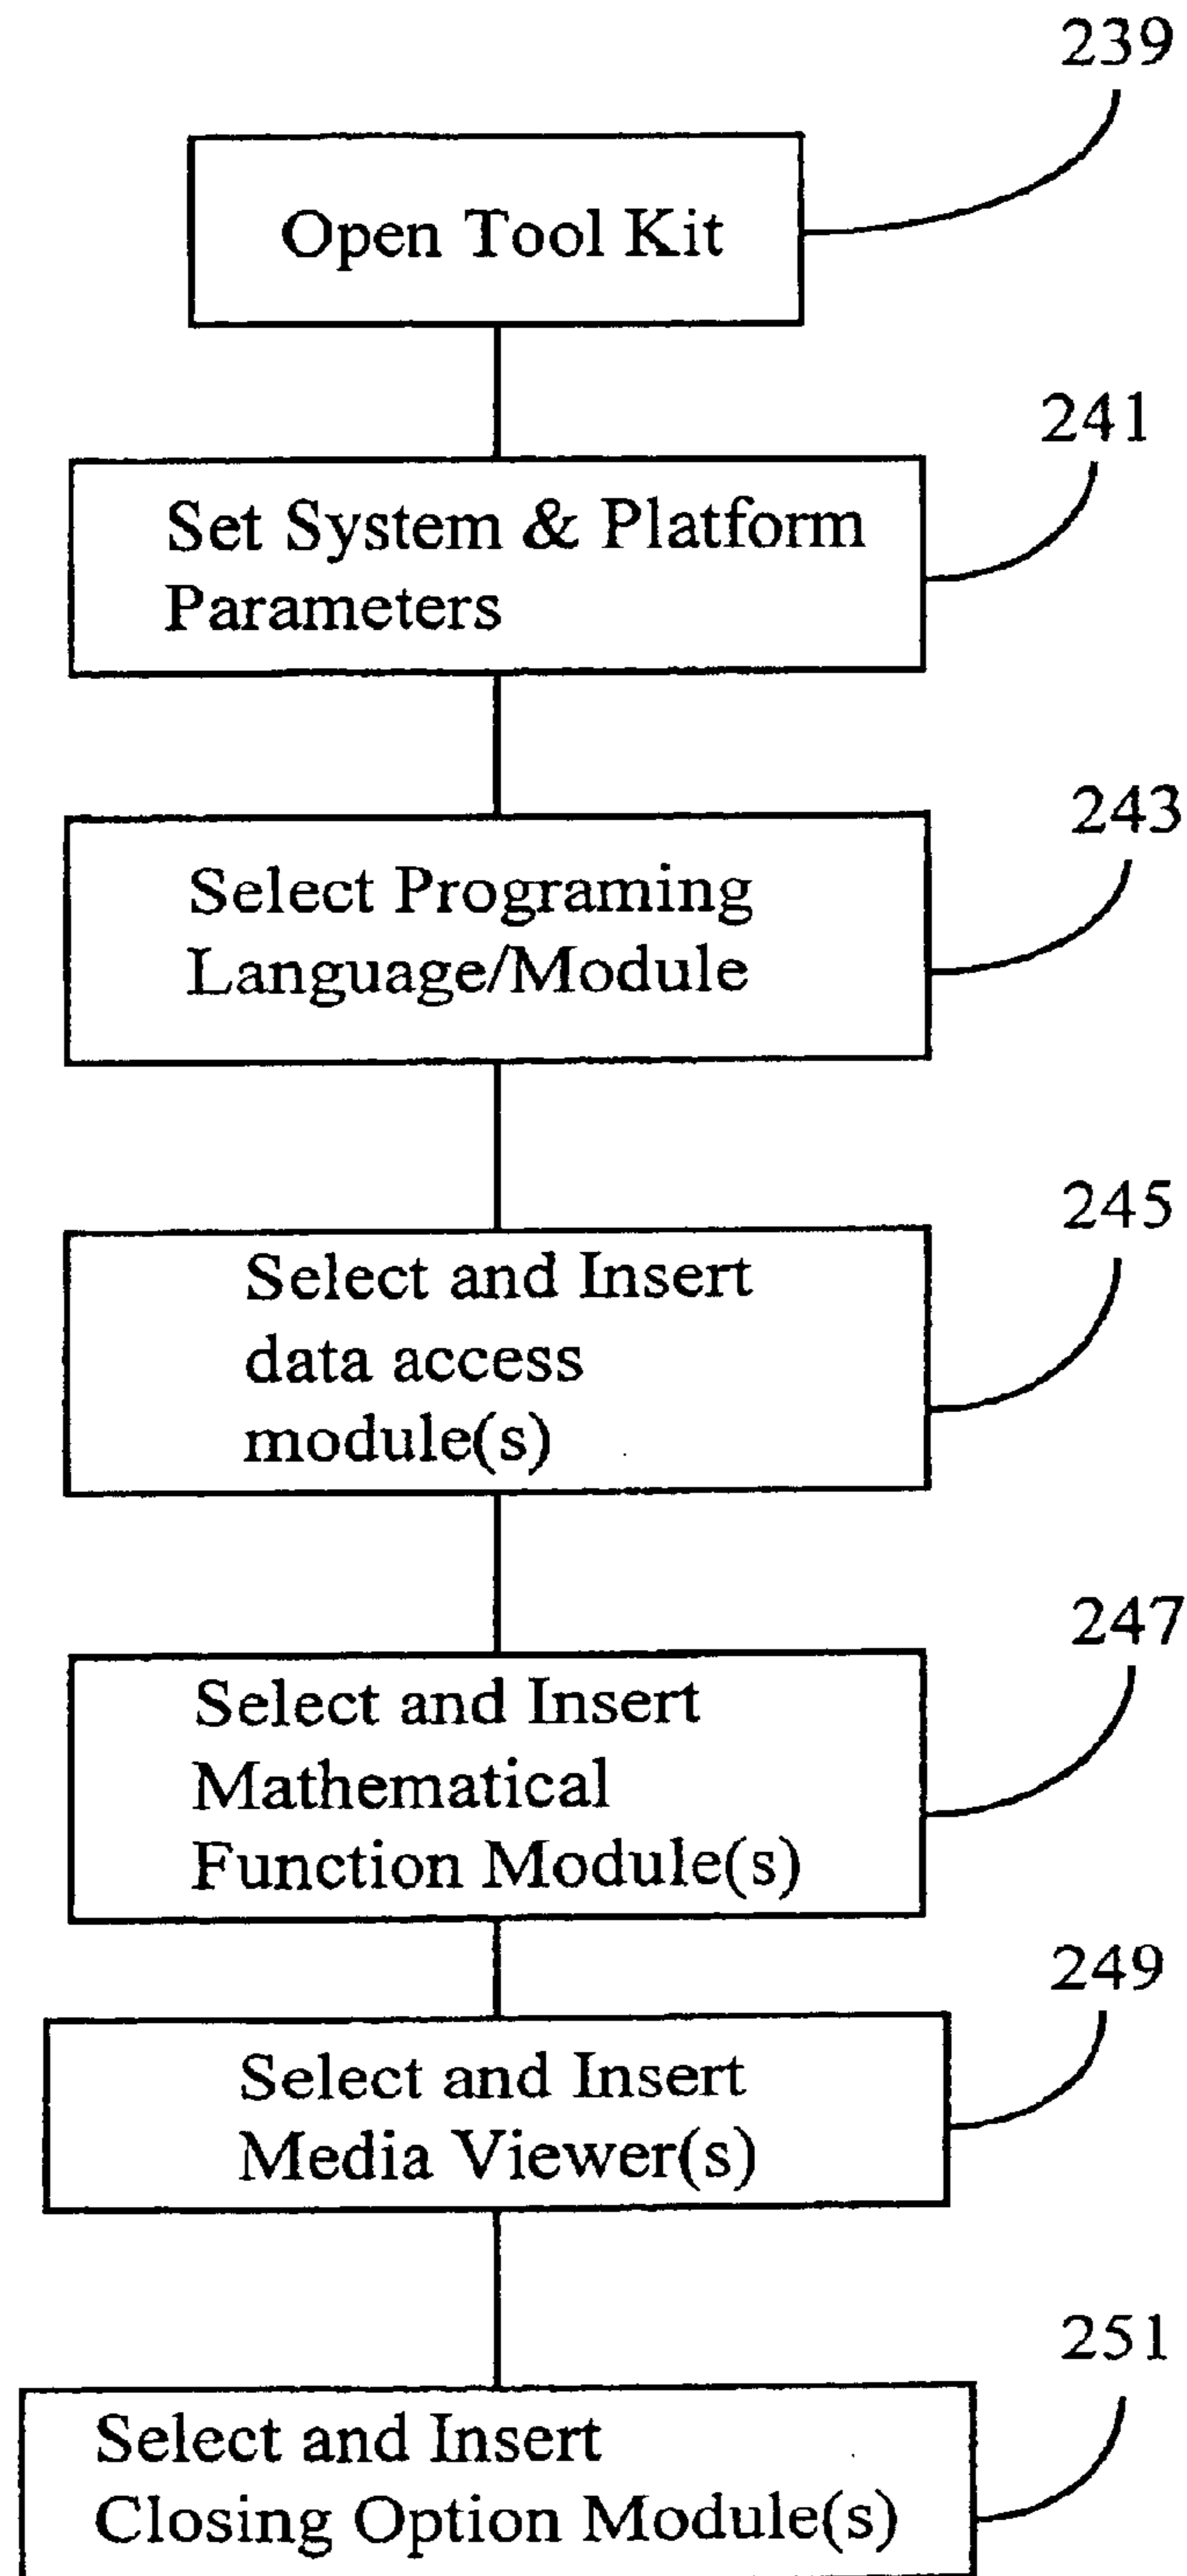 239
Open Tool Kit
241
Set System & Platform
Parameters
243
Select Programing
Language/Module
245
Select and Insert
data access
module(s)
247
Select and Insert
Mathematical
Function Module(s)
249
Select and Insert
Media Viewer(s)
251
Select and Insert
Closing Option Module(s)